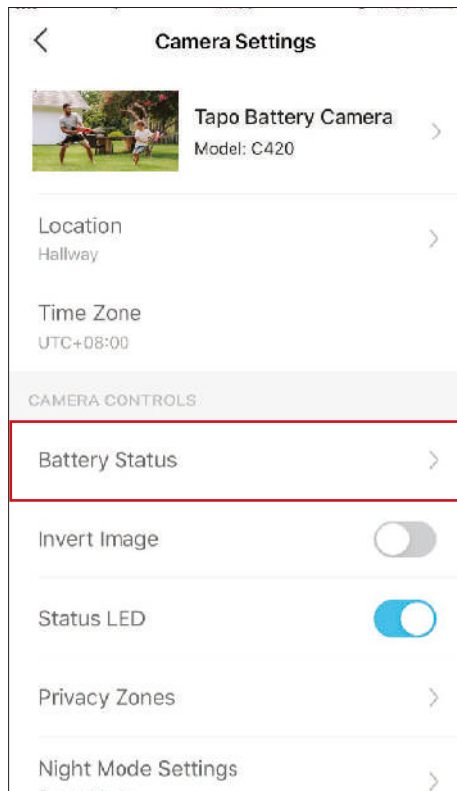 Camera Settings
Tapo Battery Camera
Model: C420
Location
Hallway
Time Zone
UTC+08:00
CAMERA CONTROLS
Battery Status
Invert Image
Status LED
Privacy Zones
Night Mode Settings